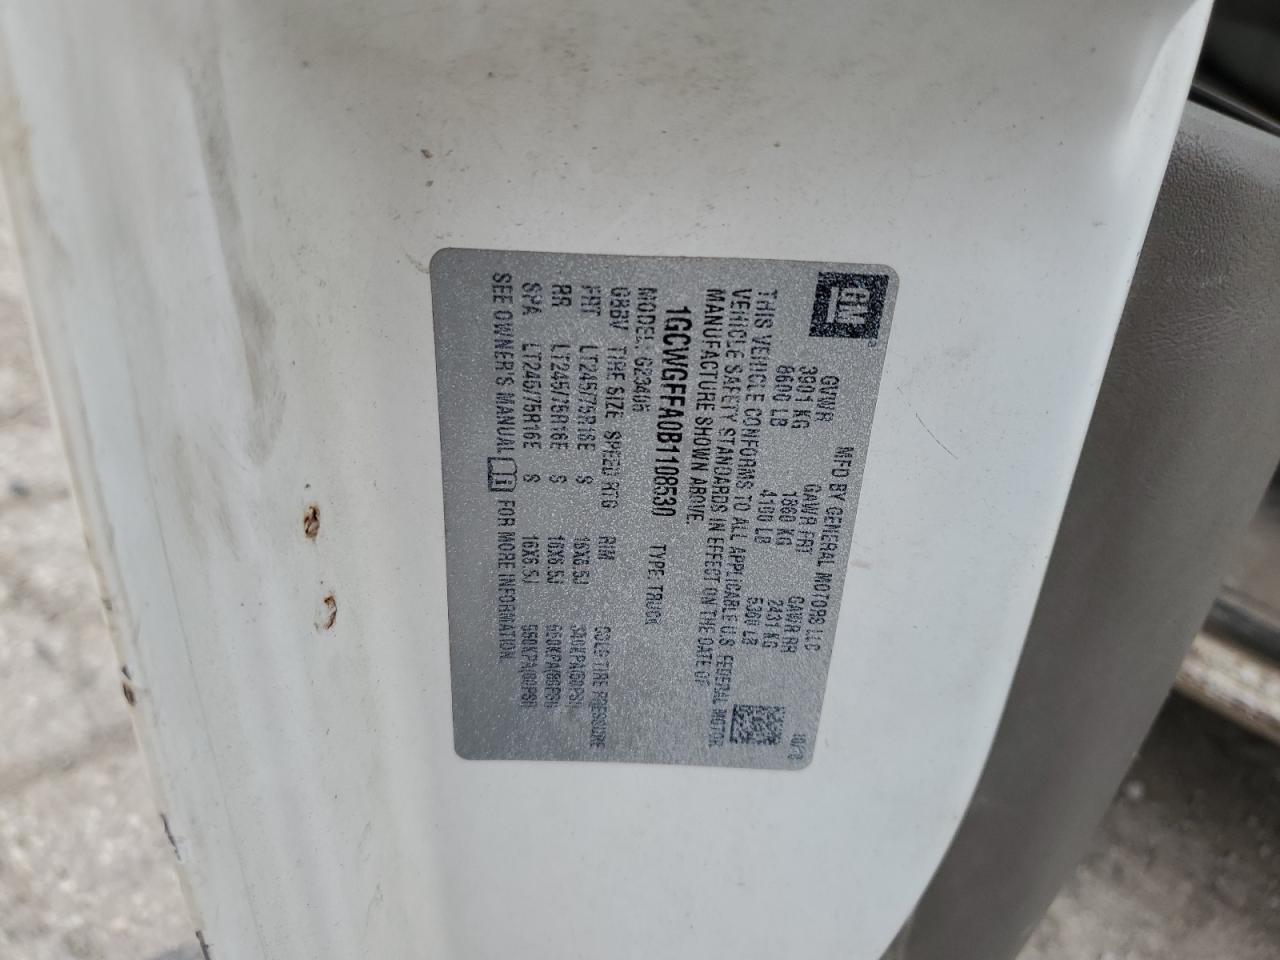 GM
MFD BY GENERAL MOTORS LLC
GVWR GAWR FRT GAWR RR
3901 KG 1860 KG 2431 KG
8600 LB 4100 LB 5360 LB
THIS VEHICLE CONFORMS TO ALL APPLICABLE U.S. FEDERAL MOTOR
VEHICLE SAFETY STANDARDS IN EFFECT ON THE DATE OF
MANUFACTURE SHOWN ABOVE
1GCWGFFA0B1108530 TYPE: TRUCK
MODEL: G23405
TIRE SIZE SPEED RTG RIM COLD TIRE PRESSURE
FRT LT245/75R16E S 16X6.5J
RR LT245/75R16E S 16X6.5J
SPA LT245/75R16E S 16X6.5J 550KPA(80PSI)
SEE OWNER'S MANUAL FOR MORE INFORMATION.